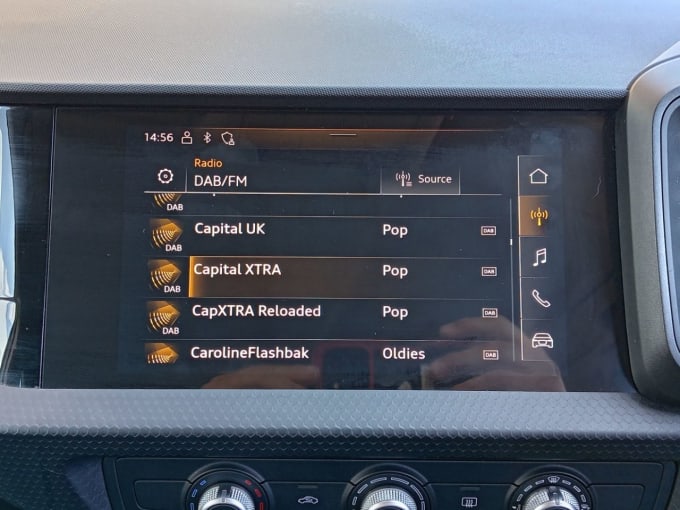 14:56
Radio
DAB/FM
Source
DAB
Capital UK Pop DAB
DAB
Capital XTRA Pop DAB
DAB
CapXTRA Reloaded Pop DAB
DAB
CarolineFlashbak Oldies DAB